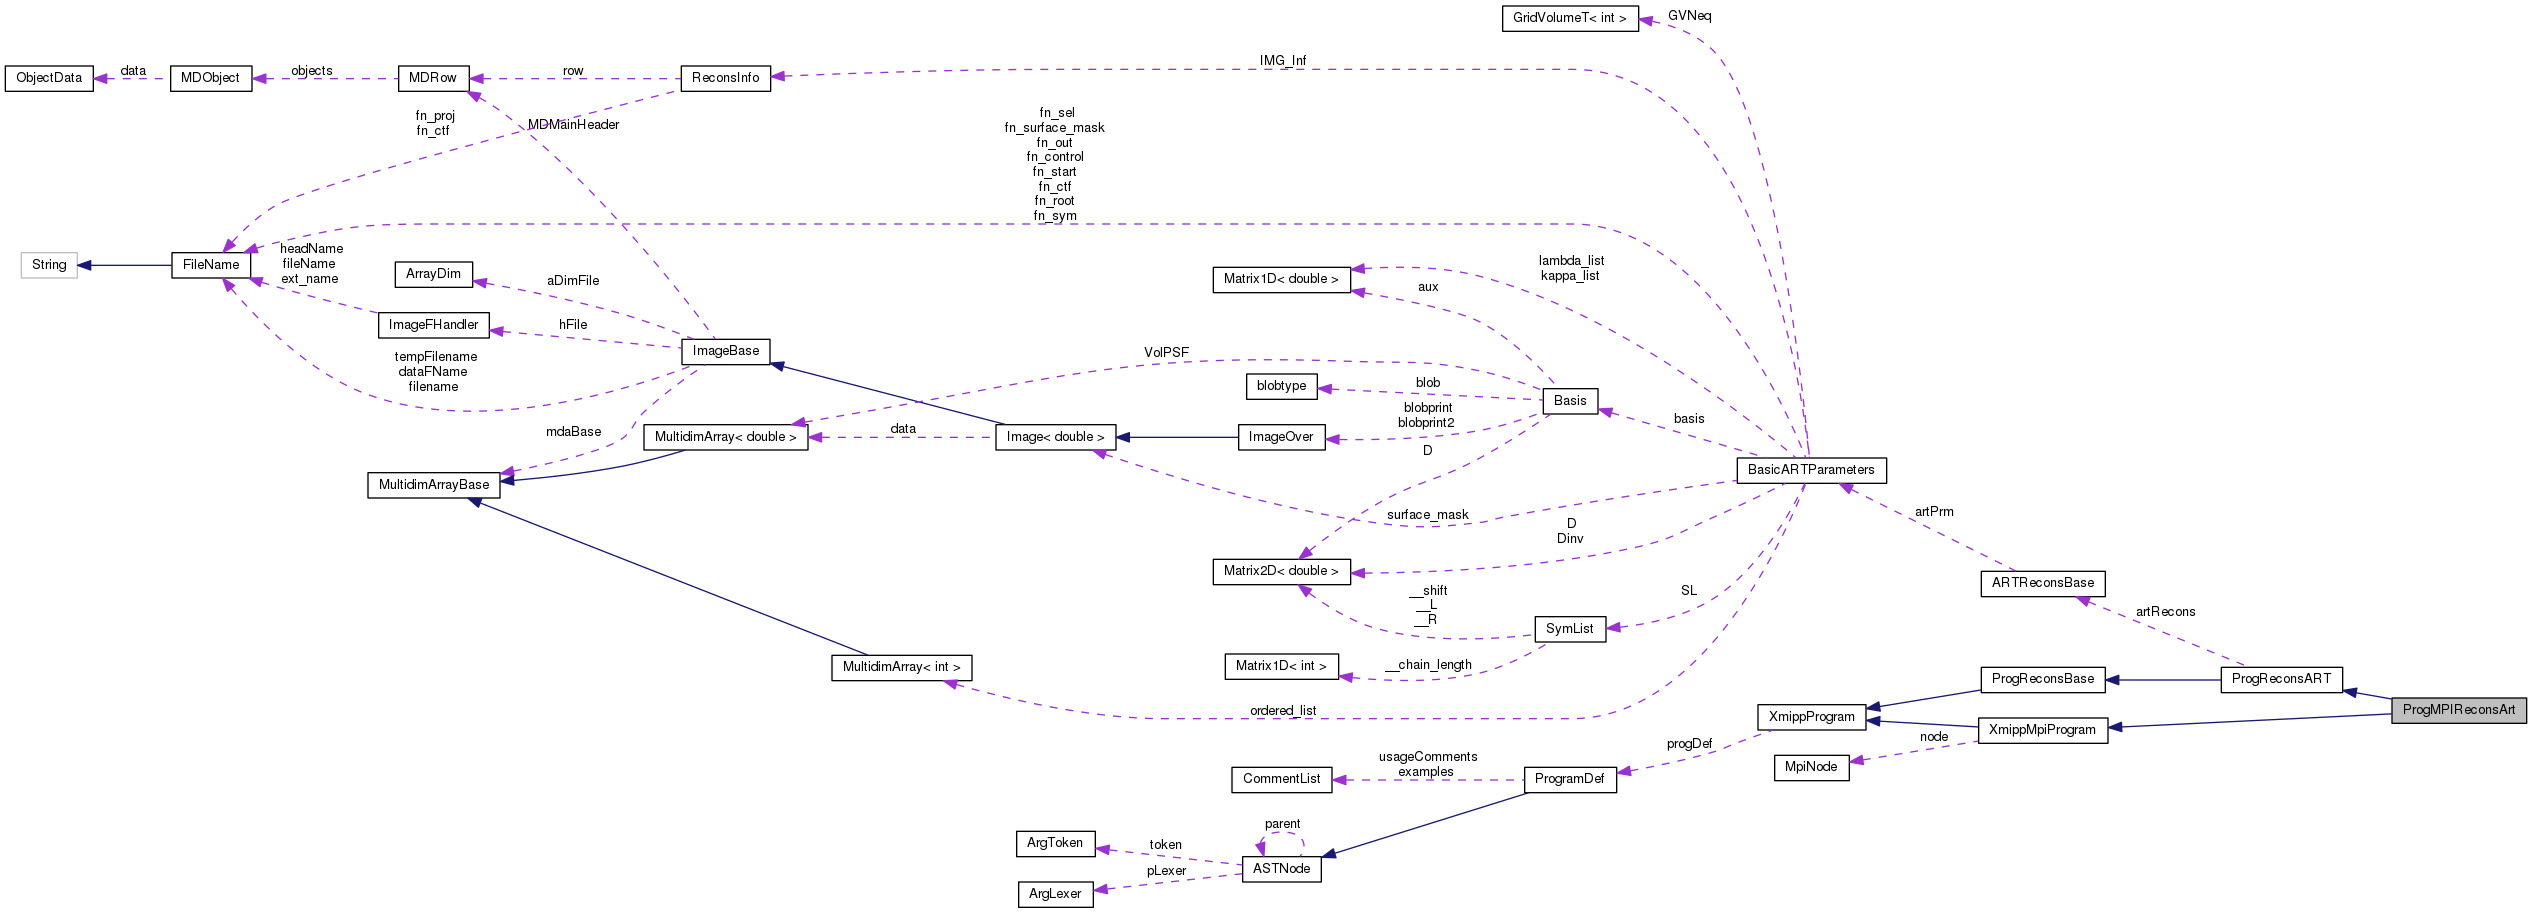 GridVolumeT< int >
GVNeq
IMG_Inf
ObjectData
data
MDObject
objects
MDRow
row
ReconsInfo
fn_proj
fn_ctf
MDMainHeader
fn_sel
fn_surface_mask
fn_out
fn_control
fn_start
fn_ctf
fn_root
fn_sym
String
FileName
headName
fileName
ext_name
ArrayDim
aDimFile
ImageFHandler
hFile
ImageBase
tempFilename
dataFName
filename
Matrix1D< double >
aux
lambda_list
kappa_list
VolPSF
blobtype
blob
Basis
blobprint
blobprint2
basis
mdaBase
MultidimArray< double >
data
Image< double >
ImageOver
D
BasicARTParameters
MultidimArrayBase
surface_mask
D
Dinv
artPrm
Matrix2D< double >
ARTReconsBase
__shift
__L
__R
SL
artRecons
SymList
MultidimArray< int >
Matrix1D< int >
__chain_length
ProgReconsBase
ProgReconsART
ordered_list
ProgMPIReconsArt
XmippProgram
XmippMpiProgram
node
progDef
MpiNode
usageComments
examples
CommentList
ProgramDef
parent
ArgToken
token
ASTNode
pLexer
ArgLexer